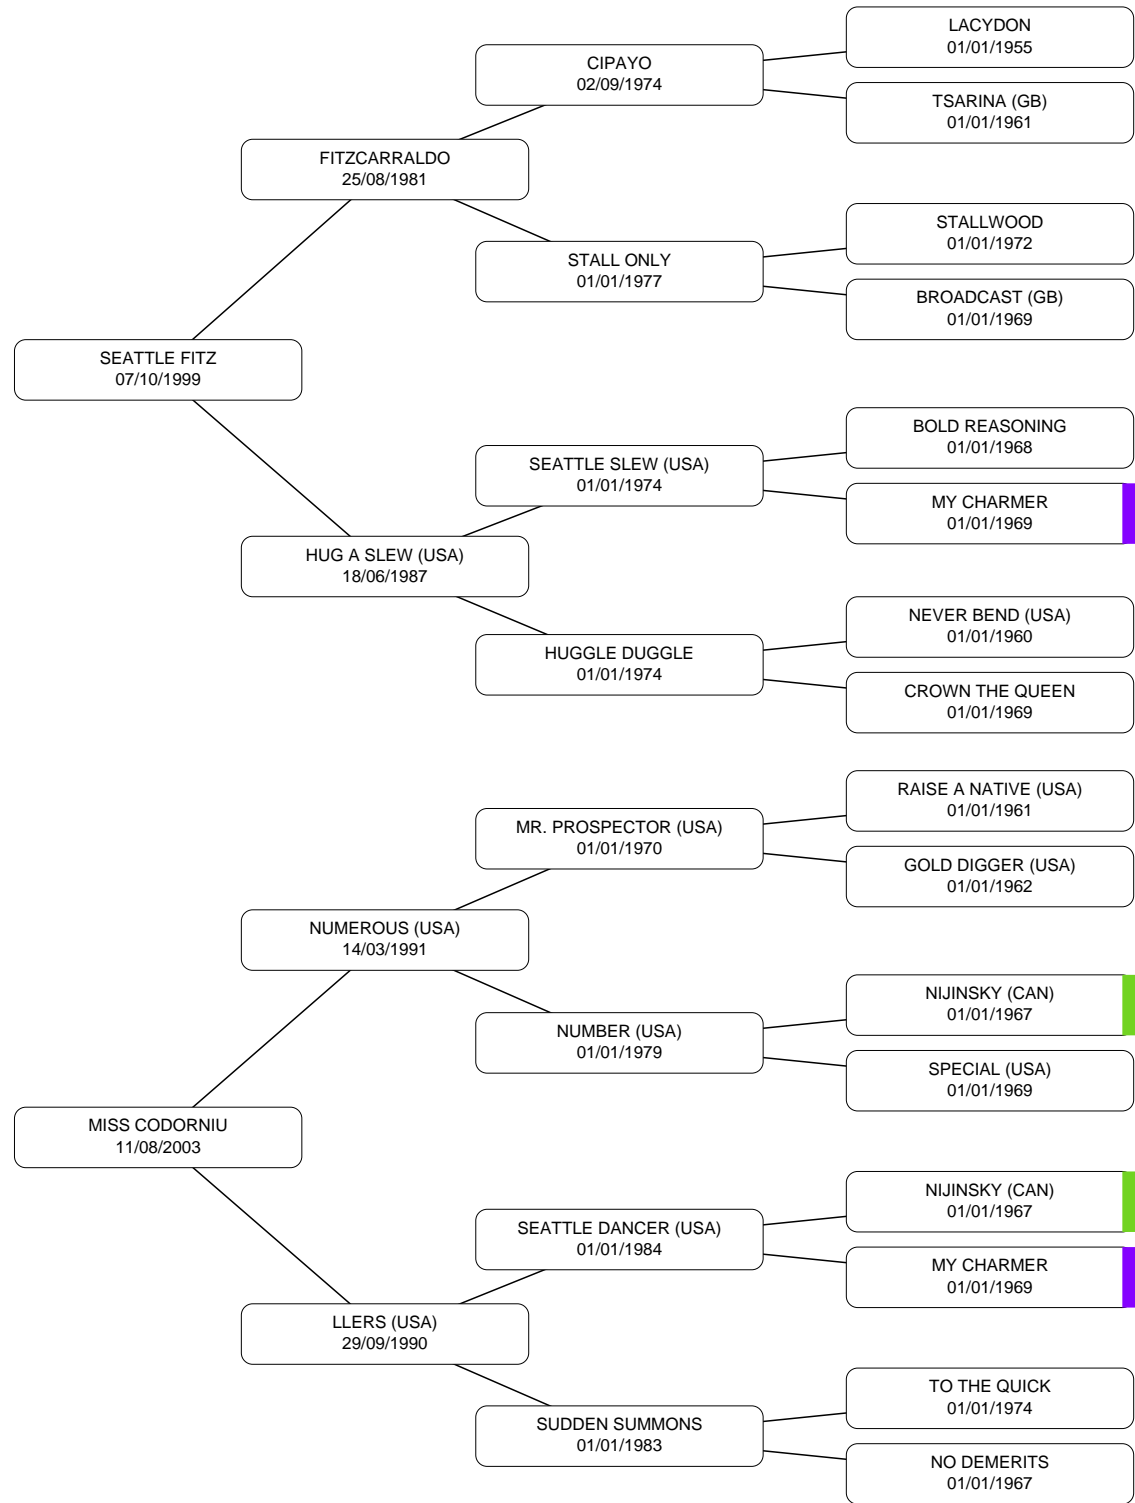 LACYDON
01/01/1955
CIPAYO
02/09/1974
TSARINA (GB)
01/01/1961
FITZCARRALDO
25/08/1981
STALLWOOD
01/01/1972
STALL ONLY
01/01/1977
BROADCAST (GB)
01/01/1969
SEATTLE FITZ
07/10/1999
BOLD REASONING
01/01/1968
SEATTLE SLEW (USA)
01/01/1974
MY CHARMER
01/01/1969
HUG A SLEW (USA)
18/06/1987
NEVER BEND (USA)
01/01/1960
HUGGLE DUGGLE
01/01/1974
CROWN THE QUEEN
01/01/1969
RAISE A NATIVE (USA)
01/01/1961
MR. PROSPECTOR (USA)
01/01/1970
GOLD DIGGER (USA)
01/01/1962
NUMEROUS (USA)
14/03/1991
NIJINSKY (CAN)
01/01/1967
NUMBER (USA)
01/01/1979
SPECIAL (USA)
01/01/1969
MISS CODORNIU
11/08/2003
NIJINSKY (CAN)
01/01/1967
SEATTLE DANCER (USA)
01/01/1984
MY CHARMER
01/01/1969
LLERS (USA)
29/09/1990
TO THE QUICK
01/01/1974
SUDDEN SUMMONS
01/01/1983
NO DEMERITS
01/01/1967